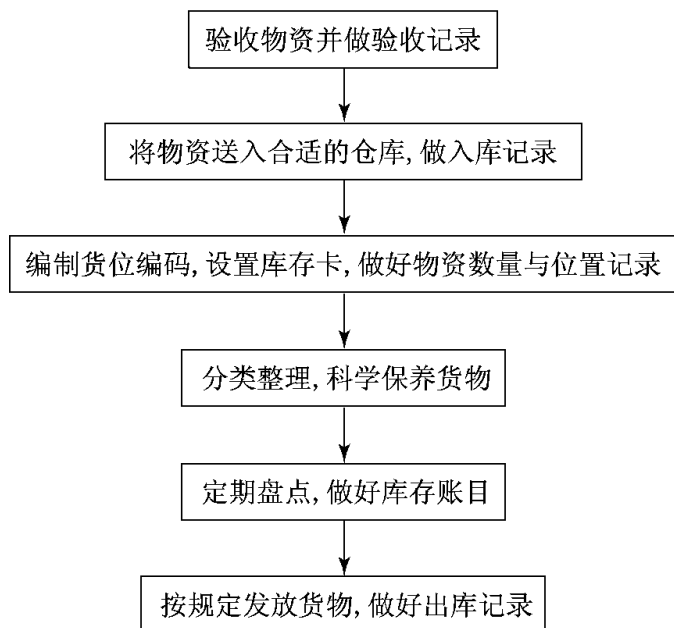 验收物资并做验收记录
将物资送入合适的仓库,做入库记录
编制货位编码,设置库存卡,做好物资数量与位置记录
分类整理,科学保养货物
定期盘点,做好库存账目
按规定发放货物,做好出库记录